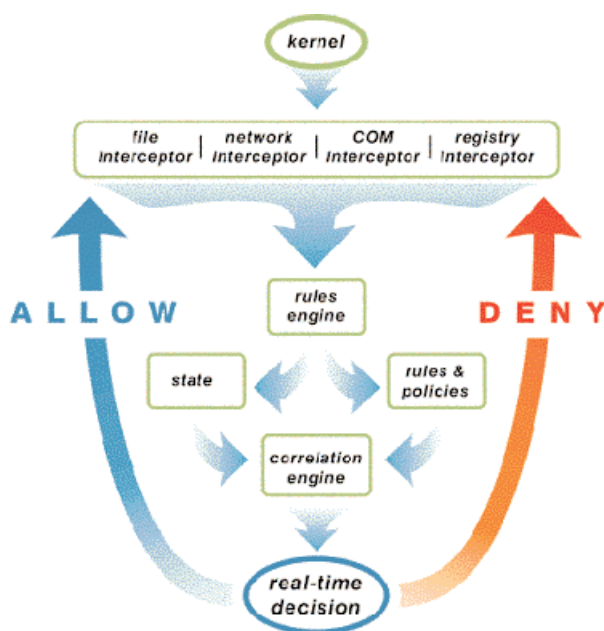 kernel
file
Interceptor
network
Interceptor
COM
Interceptor
registry
Interceptor
ALLOW
DENY
rules
engine
state
rules &
policies
correlation
engine
real-time
decision